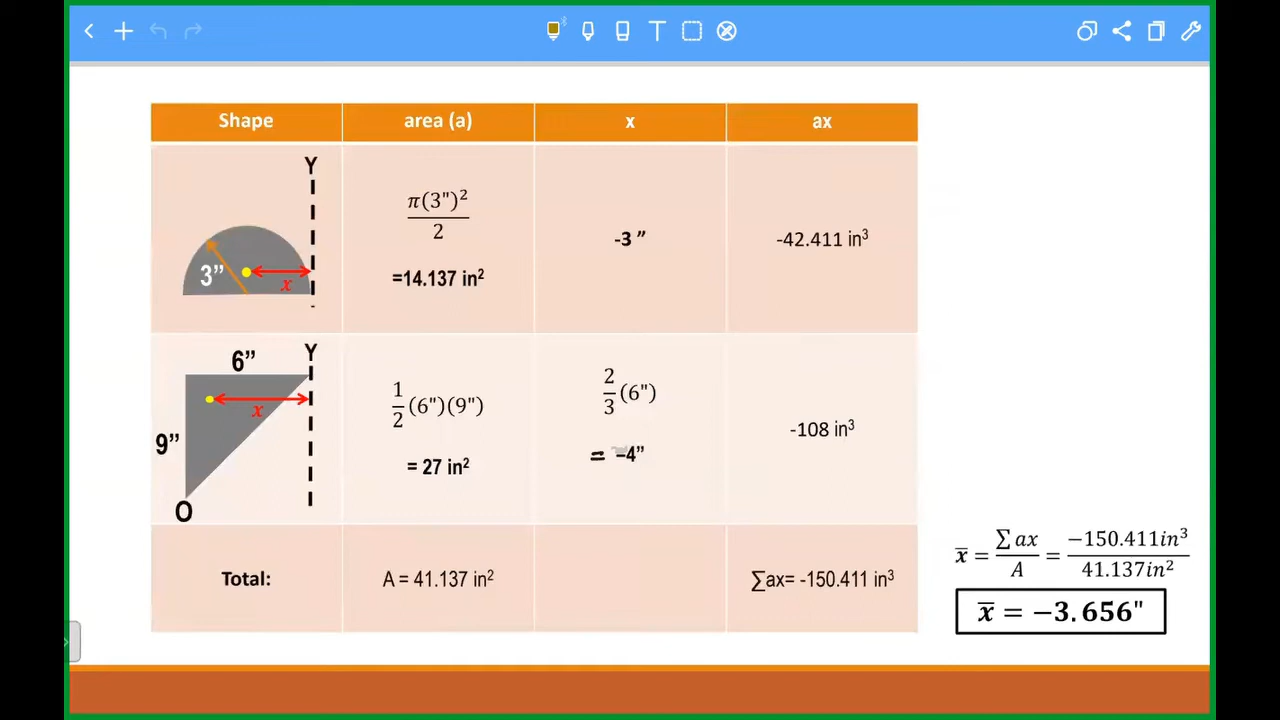 Shape area (a) x ax
Y
3”
x
π(3")²
2
=14.137 in²
-3 ”
-42.411 in³
6” Y
x
9”
O
1
2
(6")(9")
= 27 in²
2
3
(6")
= −4”
-108 in³
Total: A = 41.137 in² ∑ax= -150.411 in³
x̅ = ∑ ax / A = −150.411in³ / 41.137in²
x̅ = −3.656"